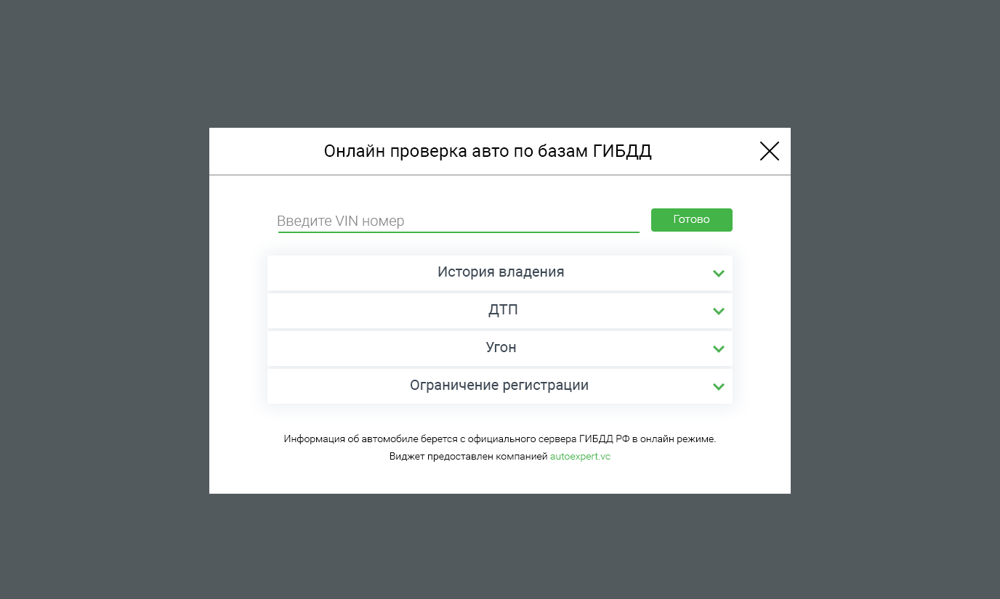 Онлайн проверка авто по базам ГИБДД
Введите VIN номер
Готово
История владения
ДТП
Угон
Ограничение регистрации
Информация об автомобиле берется с официального сервера ГИБДД РФ в онлайн режиме.
Виджет предоставлен компанией autoexpert.vc